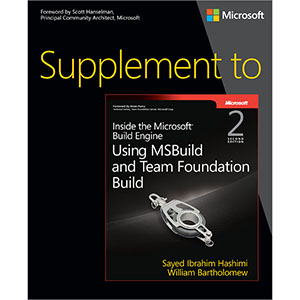 Foreword by Scott Hanselman,
Principal Community Architect, Microsoft
Microsoft
Supplement to
Microsoft
Inside the Microsoft®
Build Engine
2
SECOND
EDITION
Using MSBuild
and Team Foundation
Build
Sayed Ibrahim Hashimi
William Bartholomew